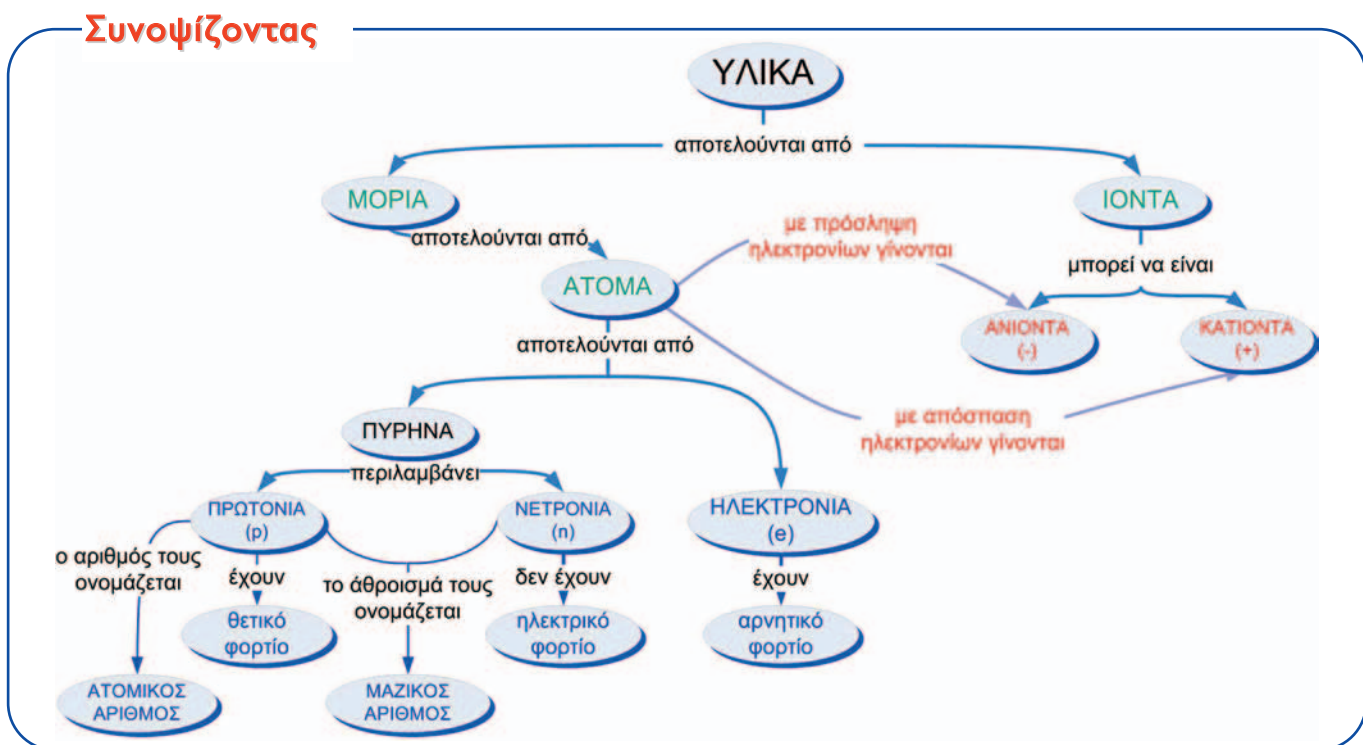 Συνοψίζοντας
ΥΛΙΚΑ
αποτελούνται από
ΜΟΡΙΑ
ΙΟΝΤΑ
αποτελούνται από
με πρόσληψη
ηλεκτρονίων γίνονται
μπορεί να είναι
ΑΤΟΜΑ
ΑΝΙΟΝΤΑ
(-)
ΚΑΤΙΟΝΤΑ
(+)
αποτελούνται από
με απόσπαση
ηλεκτρονίων γίνονται
ΠΥΡΗΝΑ
περιλαμβάνει
ΠΡΩΤΟΝΙΑ
(p)
ΝΕΤΡΟΝΙΑ
(n)
ΗΛΕΚΤΡΟΝΙΑ
(e)
ο αριθμός τους
ονομάζεται
έχουν
το άθροισμά τους
ονομάζεται
δεν έχουν
έχουν
θετικό
φορτίο
ηλεκτρικό
φορτίο
αρνητικό
φορτίο
ΑΤΟΜΙΚΟΣ
ΑΡΙΘΜΟΣ
ΜΑΖΙΚΟΣ
ΑΡΙΘΜΟΣ